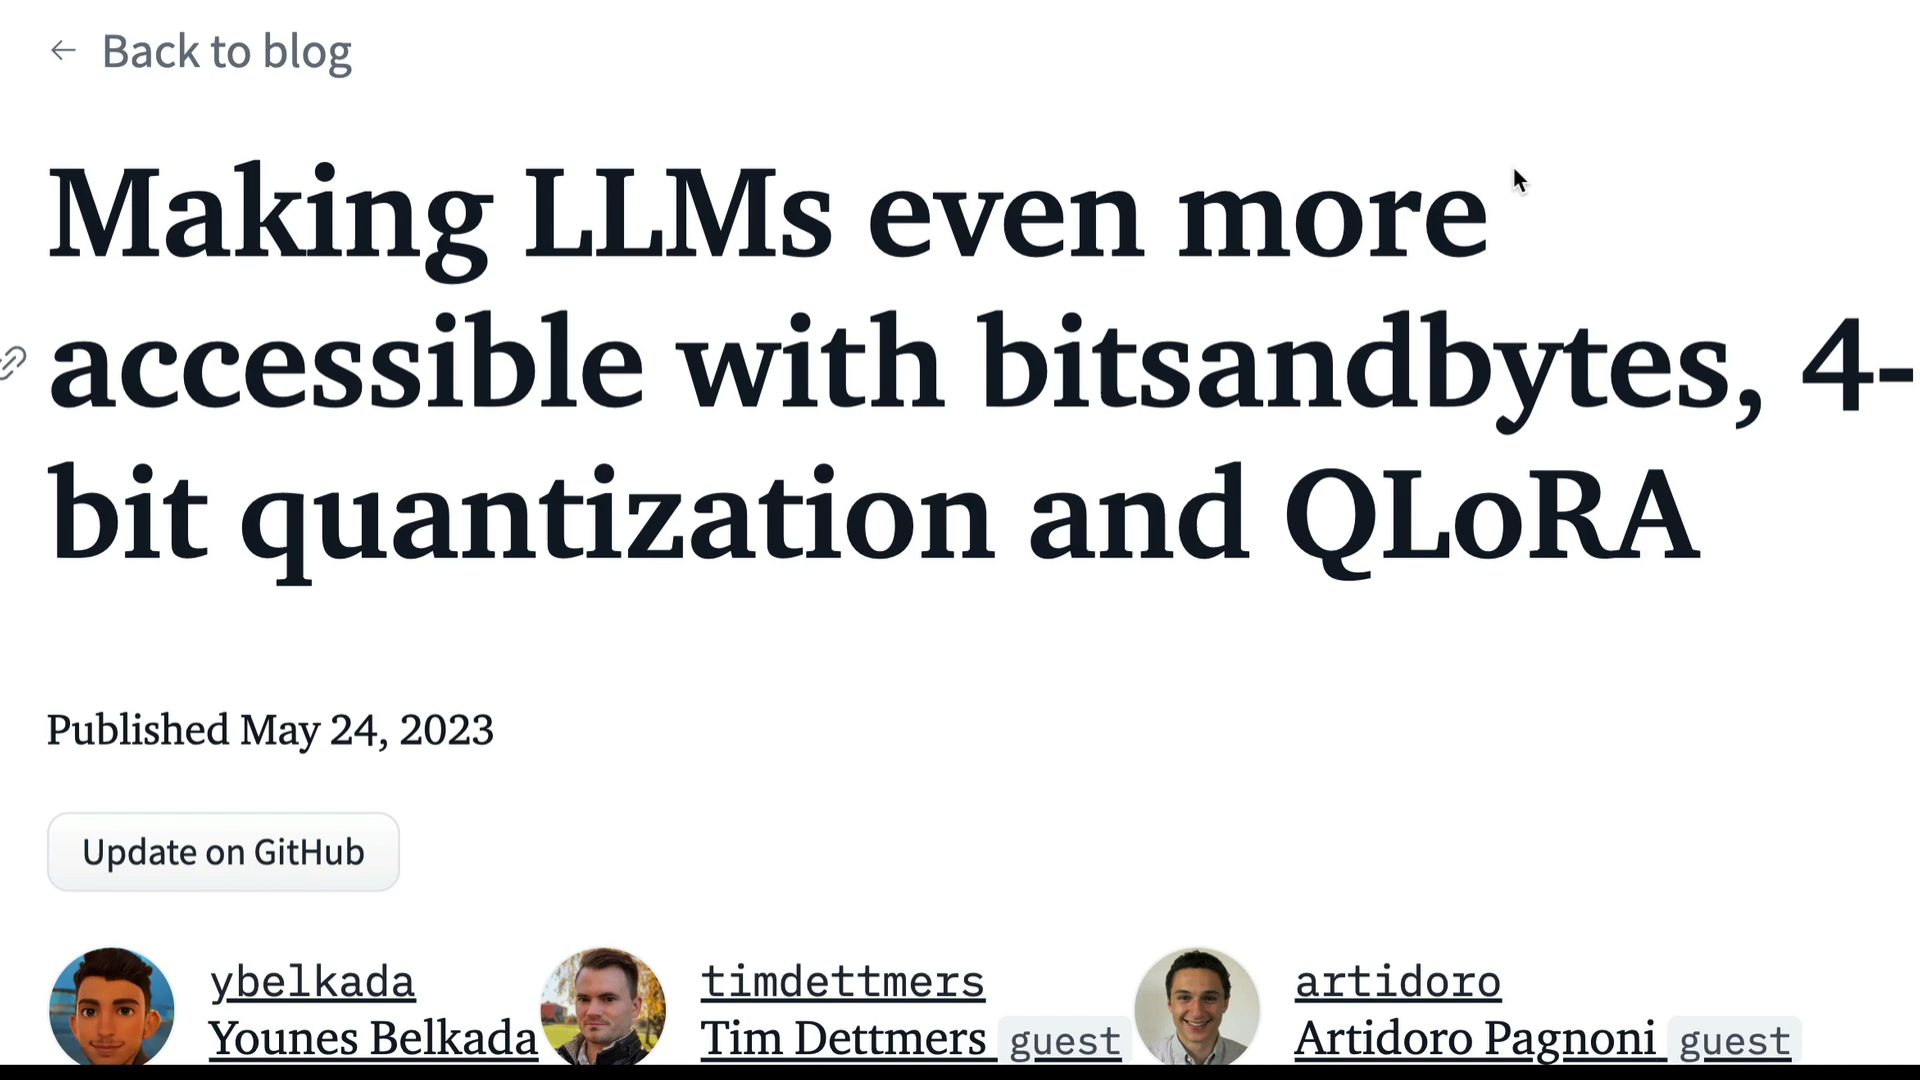 ← Back to blog
Making LLMs even more
accessible with bitsandbytes, 4-
bit quantization and QLoRA
Published May 24, 2023
Update on GitHub
ybelkada
Younes Belkada
timdettmers
Tim Dettmers guest
artidoro
Artidoro Pagnoni guest